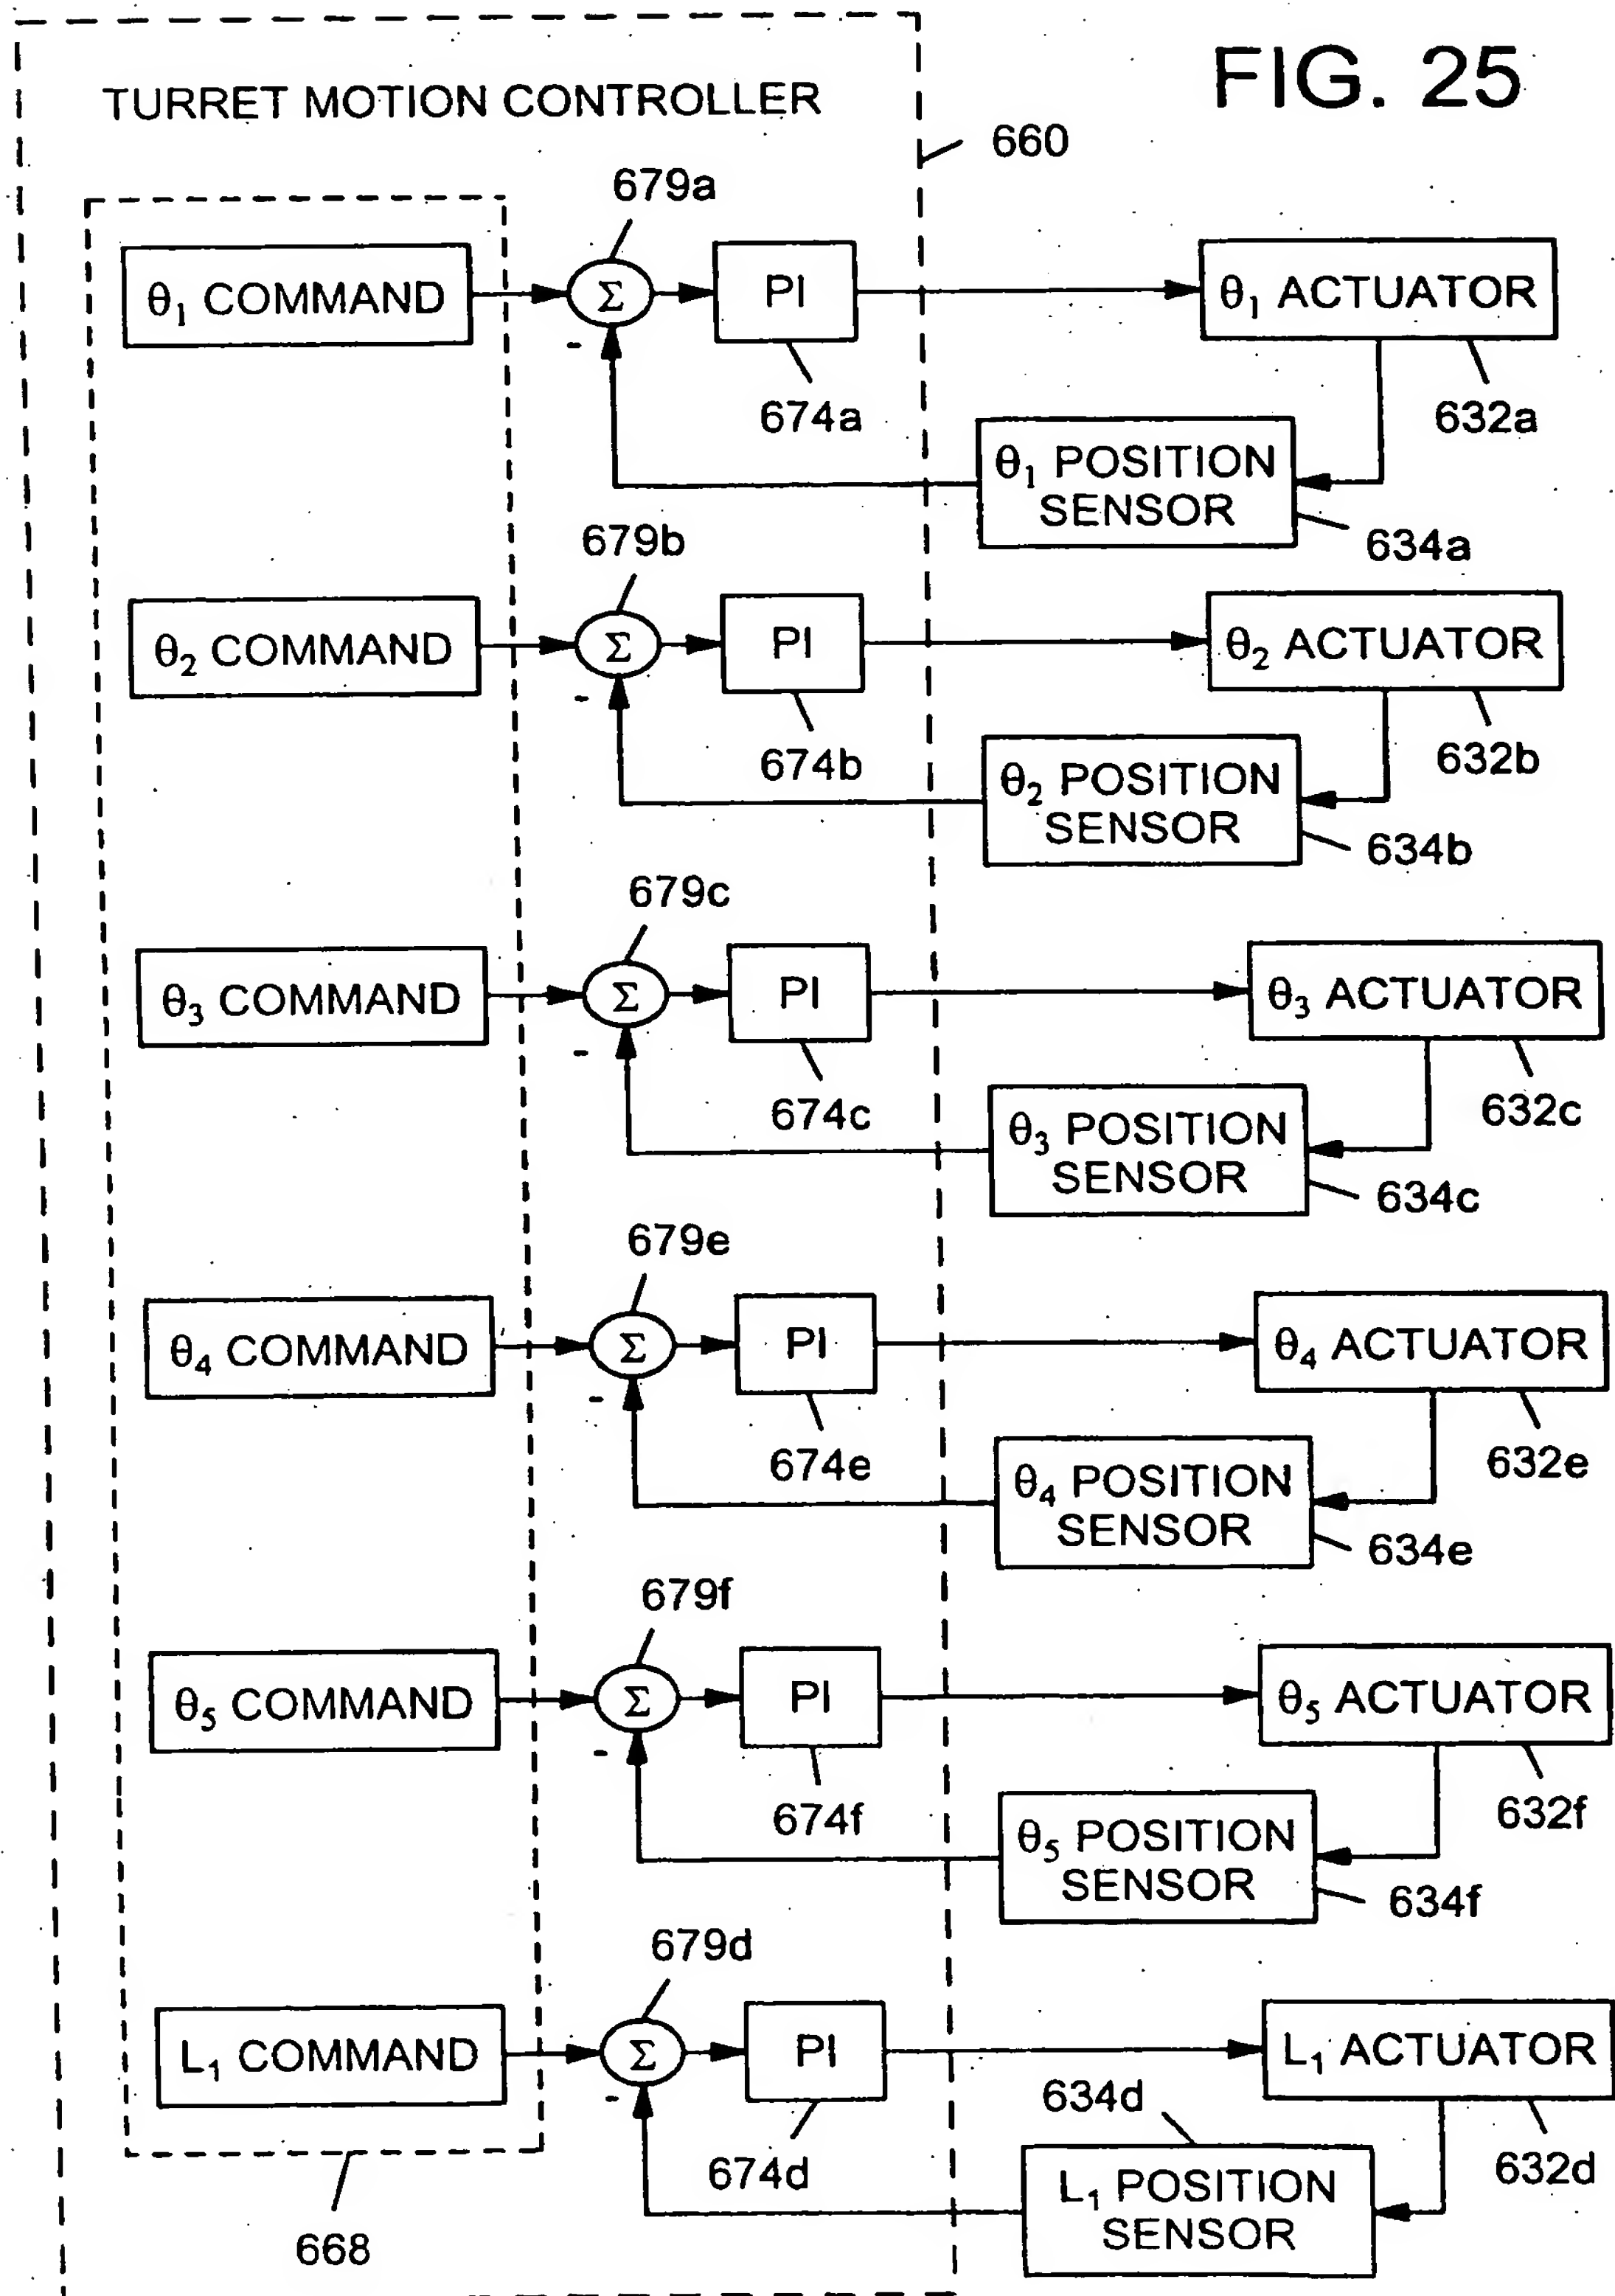 FIG. 25
TURRET MOTION CONTROLLER
660
679a
θ1 COMMAND
Σ
PI
θ1 ACTUATOR
-
674a
632a
θ1 POSITION
SENSOR
634a
679b
θ2 COMMAND
Σ
PI
θ2 ACTUATOR
-
674b
632b
θ2 POSITION
SENSOR
634b
679c
θ3 COMMAND
Σ
PI
θ3 ACTUATOR
-
674c
632c
θ3 POSITION
SENSOR
634c
679e
θ4 COMMAND
Σ
PI
θ4 ACTUATOR
-
674e
632e
θ4 POSITION
SENSOR
634e
679f
θ5 COMMAND
Σ
PI
θ5 ACTUATOR
-
674f
632f
θ5 POSITION
SENSOR
634f
679d
L1 COMMAND
Σ
PI
L1 ACTUATOR
-
634d
674d
632d
L1 POSITION
SENSOR
668